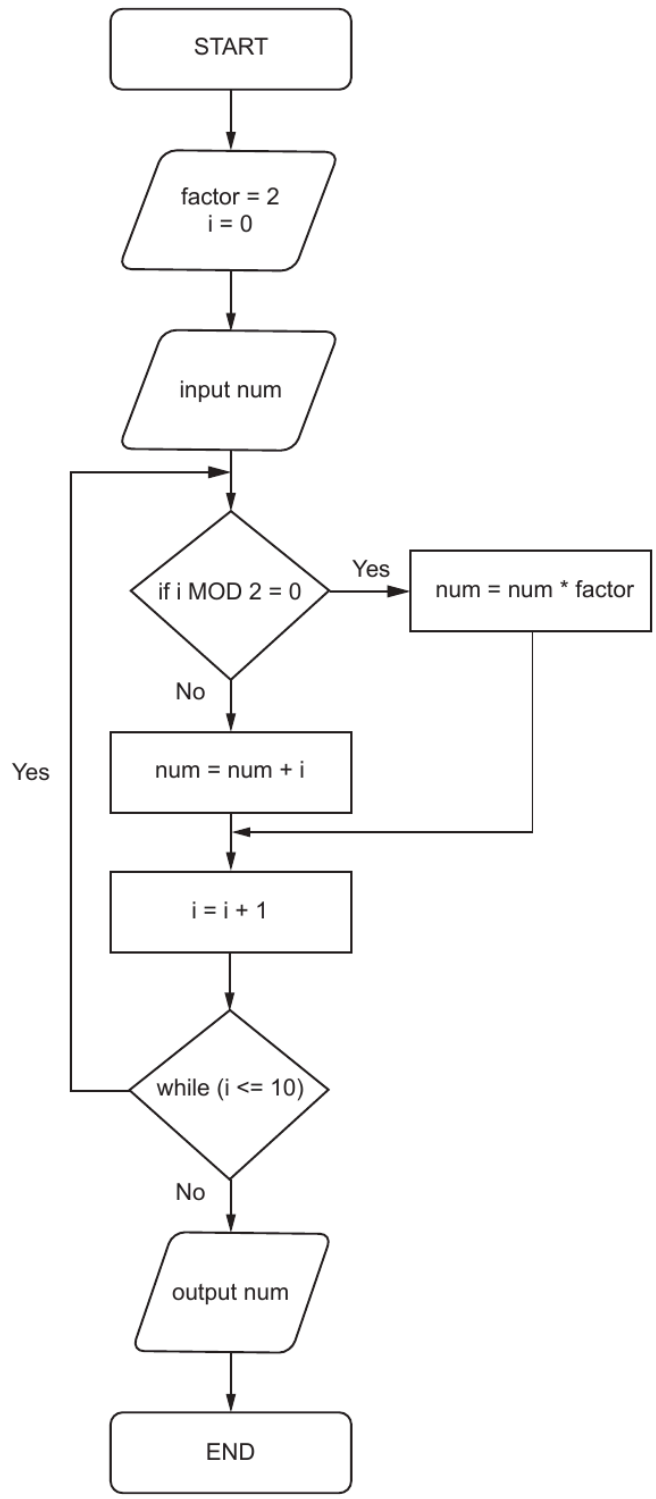 START
factor = 2
i = 0
input num
if i MOD 2 = 0
Yes
num = num * factor
No
num = num + i
Yes
i = i + 1
while (i <= 10)
No
output num
END